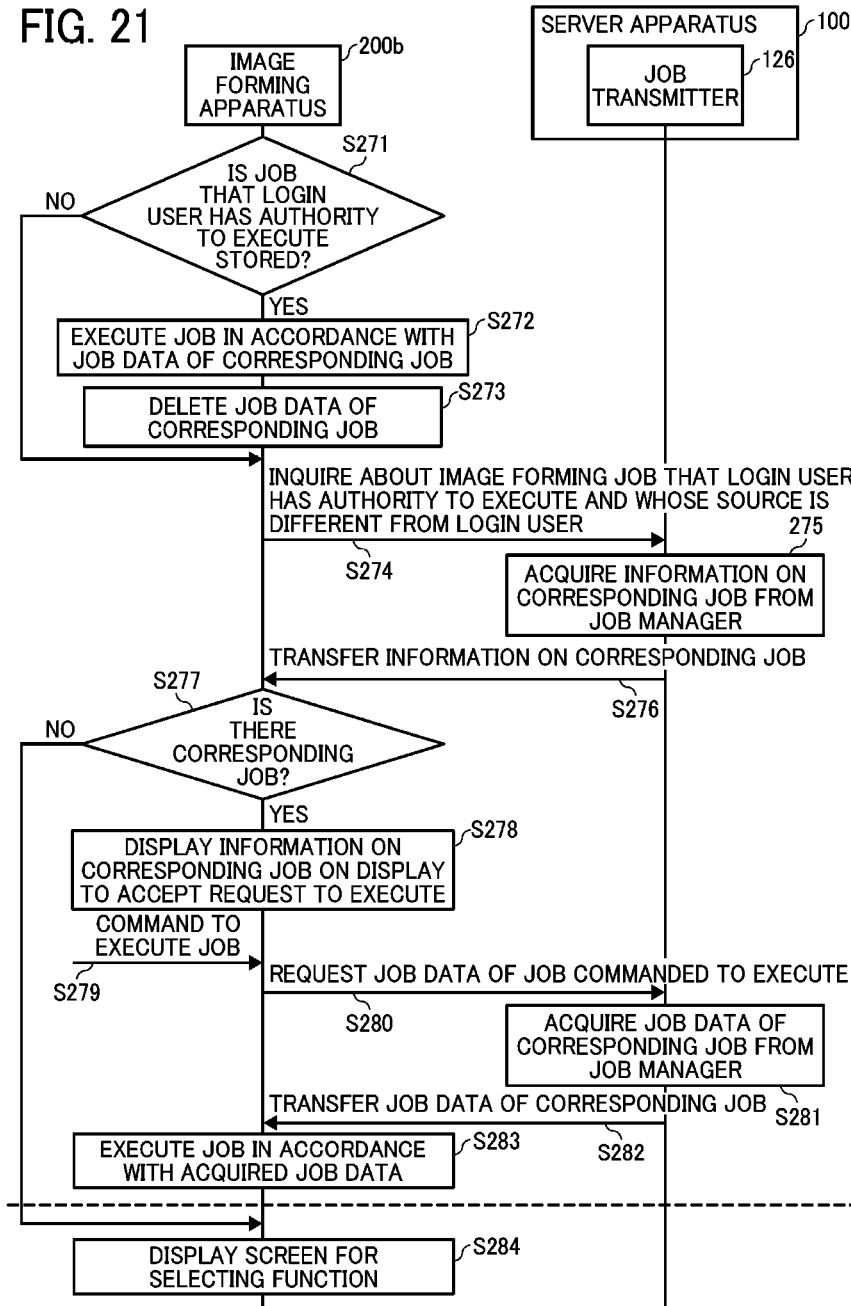 FIG. 21
200b
IMAGE
FORMING
APPARATUS
SERVER APPARATUS
100
126
JOB
TRANSMITTER
S271
IS JOB
THAT LOGIN
USER HAS AUTHORITY
TO EXECUTE
STORED?
NO
YES
S272
EXECUTE JOB IN ACCORDANCE WITH
JOB DATA OF CORRESPONDING JOB
S273
DELETE JOB DATA OF
CORRESPONDING JOB
INQUIRE ABOUT IMAGE FORMING JOB THAT LOGIN USER
HAS AUTHORITY TO EXECUTE AND WHOSE SOURCE IS
DIFFERENT FROM LOGIN USER
S274
275
ACQUIRE INFORMATION ON
CORRESPONDING JOB FROM
JOB MANAGER
TRANSFER INFORMATION ON CORRESPONDING JOB
S276
S277
IS
THERE
CORRESPONDING
JOB?
NO
YES
S278
DISPLAY INFORMATION ON
CORRESPONDING JOB ON DISPLAY
TO ACCEPT REQUEST TO EXECUTE
COMMAND TO
EXECUTE JOB
S279
REQUEST JOB DATA OF JOB COMMANDED TO EXECUTE
S280
ACQUIRE JOB DATA OF
CORRESPONDING JOB FROM
JOB MANAGER
S281
TRANSFER JOB DATA OF CORRESPONDING JOB
S282
S283
EXECUTE JOB IN ACCORDANCE
WITH ACQUIRED JOB DATA
S284
DISPLAY SCREEN FOR
SELECTING FUNCTION